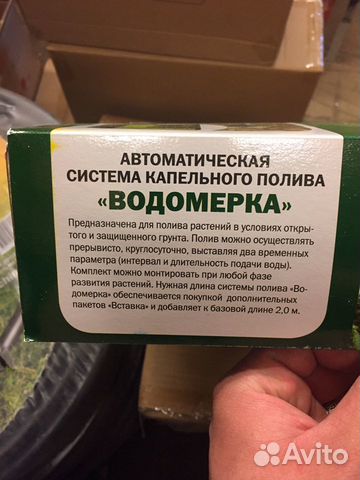 АВТОМАТИЧЕСКАЯ
СИСТЕМА КАПЕЛЬНОГО ПОЛИВА
«ВОДОМЕРКА»
Предназначена для полива растений в условиях откры-
того и защищенного грунта. Полив можно осуществлять
прерывисто, круглосуточно, выставляя два временных
параметра (интервал и длительность подачи воды).
Комплект можно монтировать при любой фазе
развития растений. Нужная длина системы полива «Во-
домерка» обеспечивается покупкой дополнительных
пакетов «Вставка» и добавляет к базовой длине 2,0 м.
Avito